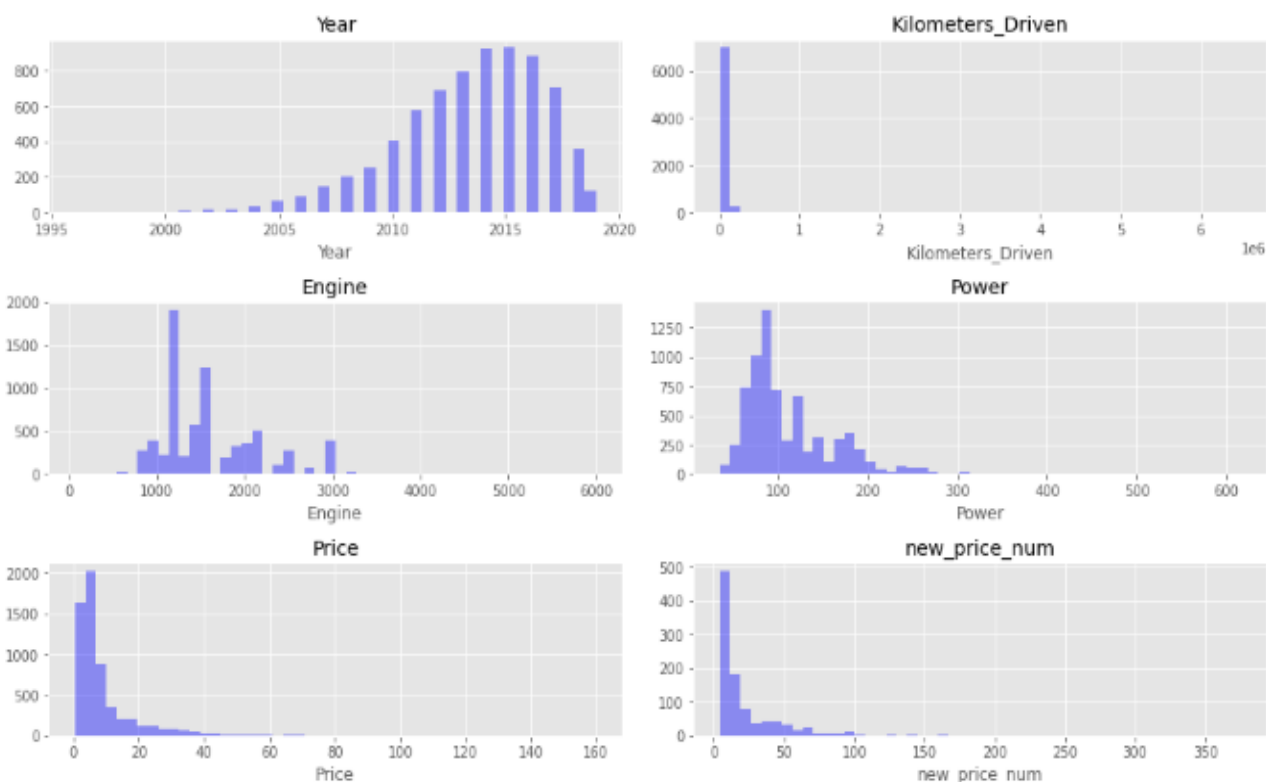 Year
Kilometers_Driven
800
600
400
200
0
1995 2000 2005 2010 2015 2020
Year
6000
4000
2000
0
0 1 2 3 4 5 6
1e6
Kilometers_Driven
Engine
Power
2000
1500
1000
500
0
0 1000 2000 3000 4000 5000 6000
Engine
1250
1000
750
500
250
0
100 200 300 400 500 600
Power
Price
new_price_num
2000
1500
1000
500
0
0 20 40 60 80 100 120 140 160
Price
500
400
300
200
100
0
0 50 100 150 200 250 300 350
new_price_num